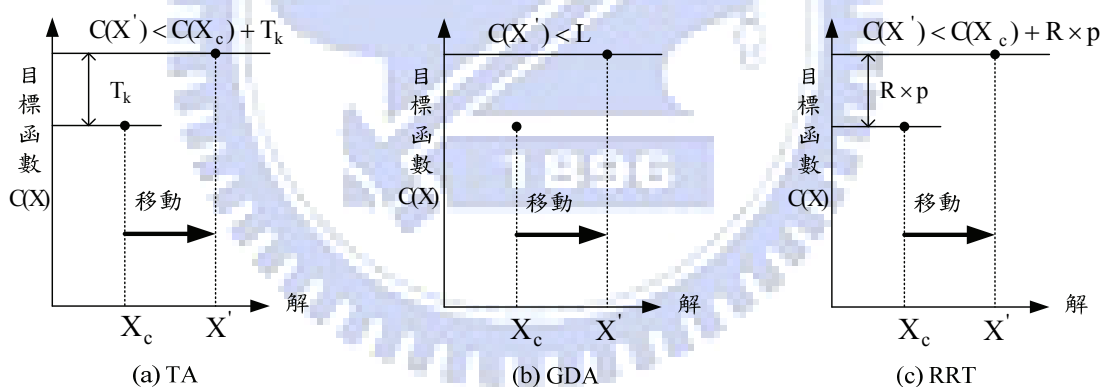 C(X') < C(X_c) + T_k
目標函數
C(X)
T_k
移動
解
X_c
X'
(a) TA
C(X') < L
目標函數
C(X)
1896
移動
解
X_c
X'
(b) GDA
C(X') < C(X_c) + R × p
目標函數
C(X)
R × p
移動
解
X_c
X'
(c) RRT